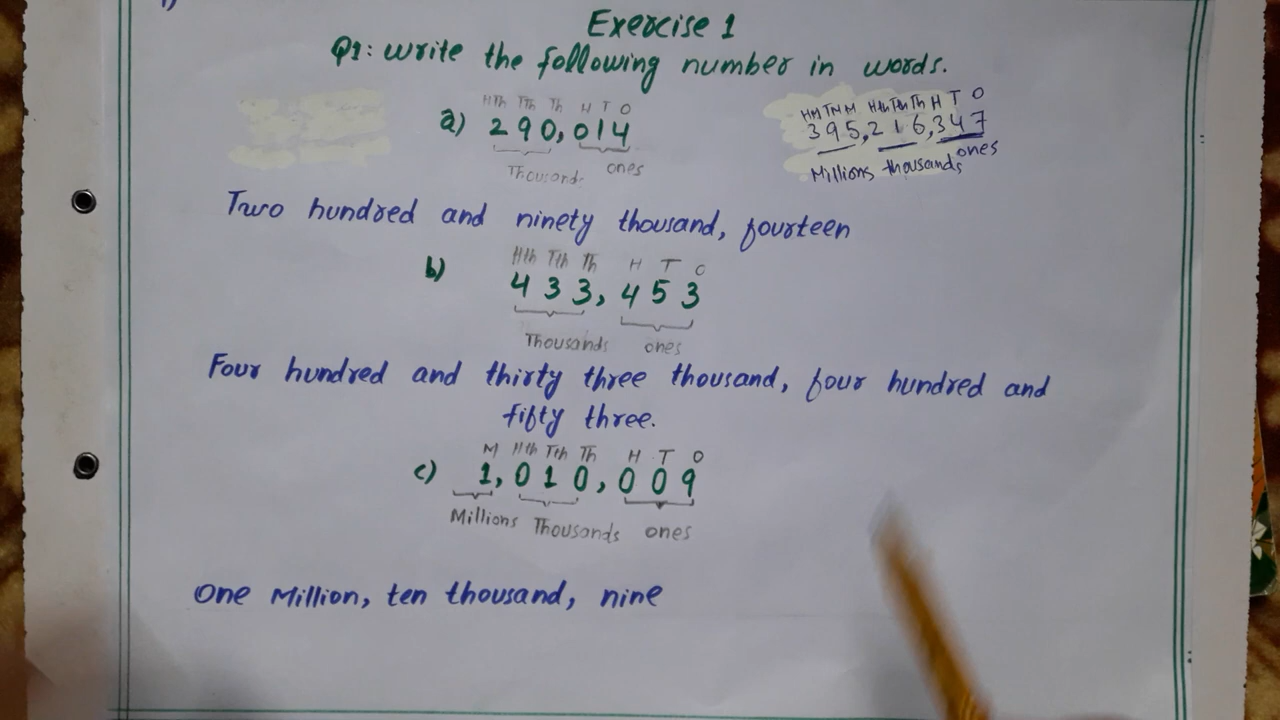 Exercise 1
Q1: Write the following number in words.
HTh TTh Th H T O
a) 290,014
Thousands ones
HM TM M HTh TTh Th H T O
395,216,347
Millions thousands ones
Two hundred and ninety thousand, fourteen
Hth Tth Th H T O
b) 433,453
Thousands ones
Four hundred and thirty three thousand, four hundred and
fifty three.
M Hth Tth Th H T O
c) 1,010,009
Millions Thousands ones
One Million, ten thousand, nine